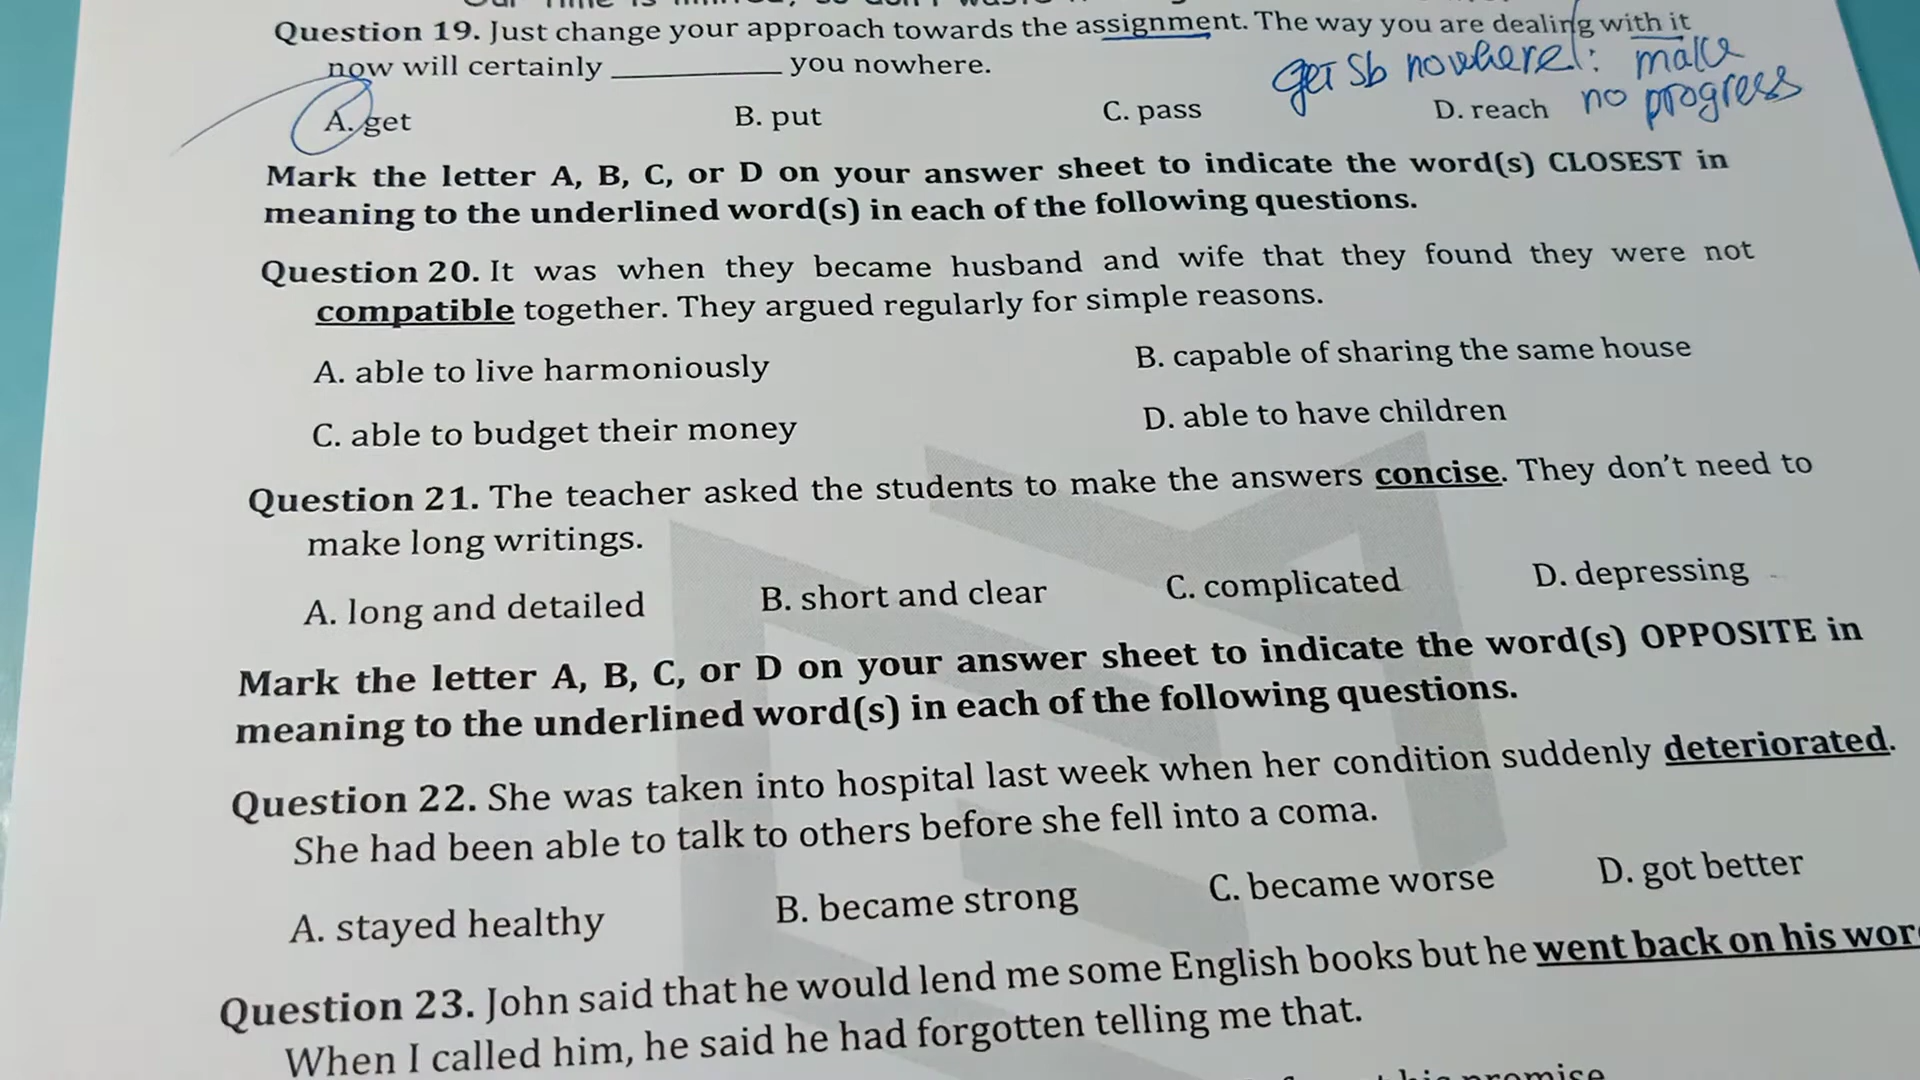 Question 19. Just change your approach towards the assignment. The way you are dealing with it
now will certainly __________ you nowhere.
get sb nowhere: make
no progress
A. get B. put C. pass D. reach
Mark the letter A, B, C, or D on your answer sheet to indicate the word(s) CLOSEST in
meaning to the underlined word(s) in each of the following questions.
Question 20. It was when they became husband and wife that they found they were not
compatible together. They argued regularly for simple reasons.
A. able to live harmoniously B. capable of sharing the same house
C. able to budget their money D. able to have children
Question 21. The teacher asked the students to make the answers concise. They don't need to
make long writings.
A. long and detailed B. short and clear C. complicated D. depressing
Mark the letter A, B, C, or D on your answer sheet to indicate the word(s) OPPOSITE in
meaning to the underlined word(s) in each of the following questions.
Question 22. She was taken into hospital last week when her condition suddenly deteriorated.
She had been able to talk to others before she fell into a coma.
A. stayed healthy B. became strong C. became worse D. got better
Question 23. John said that he would lend me some English books but he went back on his
When I called him, he said he had forgotten telling me that.
his promise